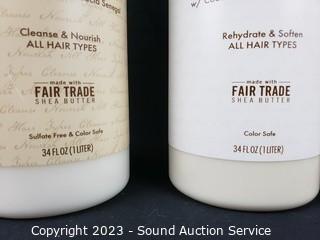 Senegal
Cleanse & Nourish
ALL HAIR TYPES
made with
FAIR TRADE
SHEA BUTTER
Sulfate Free & Color Safe
34 FL OZ (1 LITER)
w/
Rehydrate & Soften
ALL HAIR TYPES
made with
FAIR TRADE
SHEA BUTTER
Color Safe
34 FL OZ (1 LITER)
Copyright 2023 - Sound Auction Service